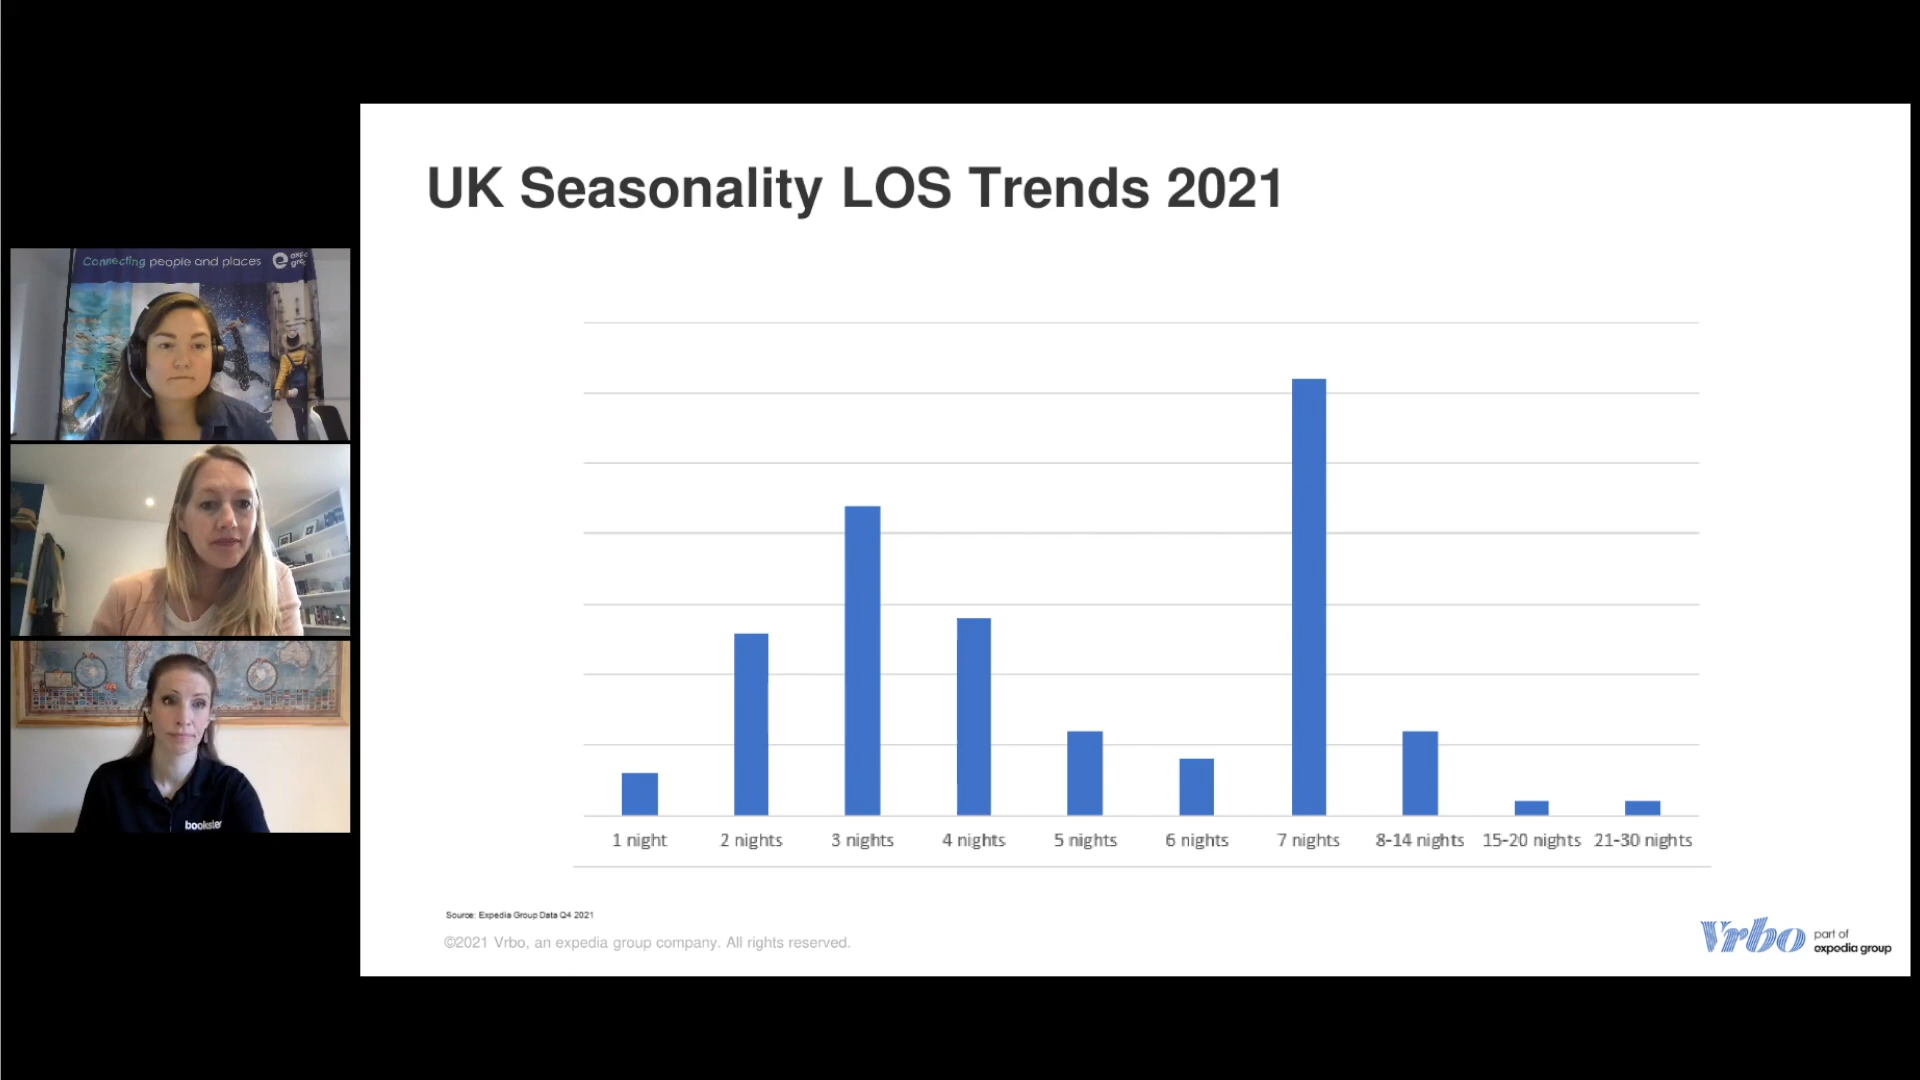 UK Seasonality LOS Trends 2021
Connecting people and places
1 night
2 nights
3 nights
4 nights
5 nights
6 nights
7 nights
8-14 nights
15-20 nights
21-30 nights
Source: Expedia Group Data Q4 2021
©2021 Vrbo, an expedia group company. All rights reserved.
Vrbo
part of
expedia group